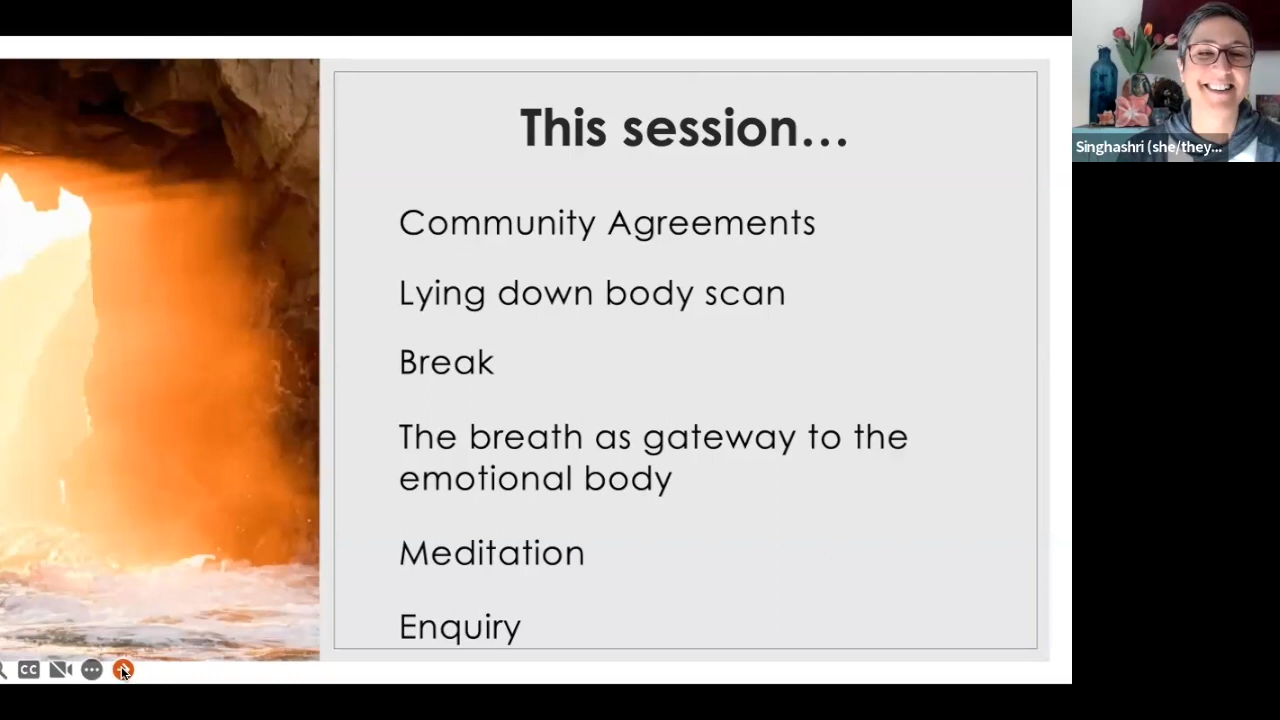 This session…
Community Agreements
Lying down body scan
Break
The breath as gateway to the
emotional body
Meditation
Enquiry
Singhashri (she/they...
CC